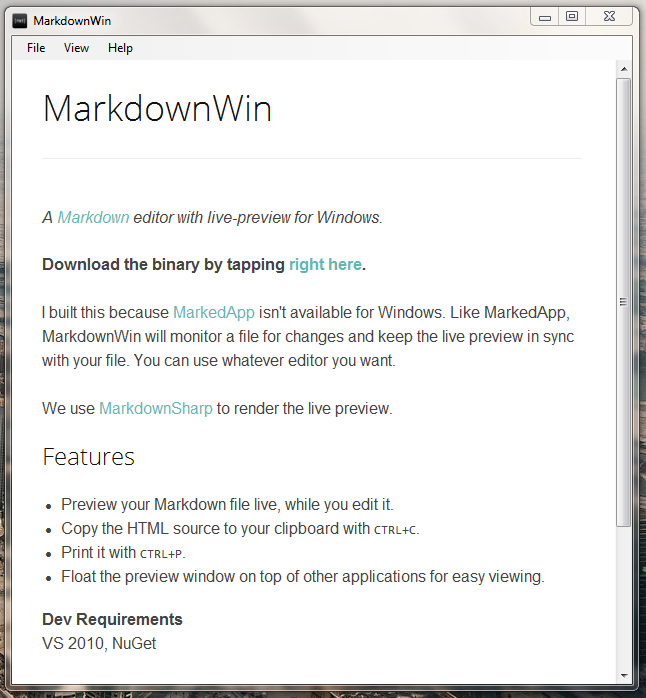 MarkdownWin
File View Help
MarkdownWin
A Markdown editor with live-preview for Windows.
Download the binary by tapping right here.
I built this because MarkedApp isn't available for Windows. Like MarkedApp,
MarkdownWin will monitor a file for changes and keep the live preview in sync
with your file. You can use whatever editor you want.
We use MarkdownSharp to render the live preview.
Features
• Preview your Markdown file live, while you edit it.
• Copy the HTML source to your clipboard with CTRL+C.
• Print it with CTRL+P.
• Float the preview window on top of other applications for easy viewing.
Dev Requirements
VS 2010, NuGet